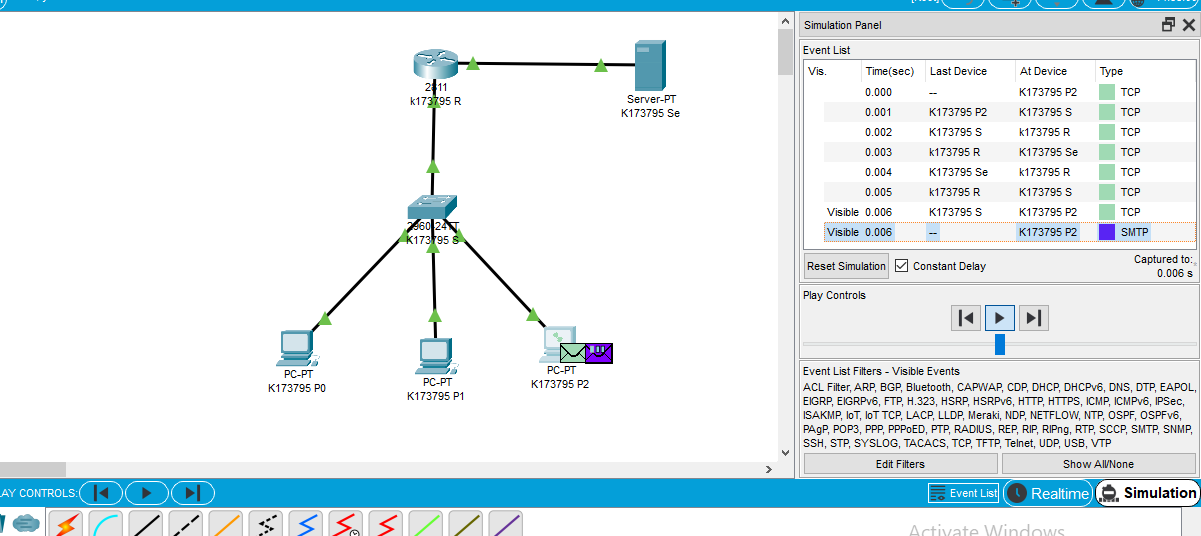 Simulation Panel
Event List
Vis. Time(sec) Last Device At Device Type
0.000 -- K173795 P2 TCP
0.001 K173795 P2 K173795 S TCP
0.002 K173795 S k173795 R TCP
0.003 k173795 R K173795 Se TCP
0.004 K173795 Se k173795 R TCP
0.005 k173795 R K173795 S TCP
Visible 0.006 K173795 S K173795 P2 TCP
Visible 0.006 -- K173795 P2 SMTP
Reset Simulation Constant Delay Captured to:
0.006 s
Play Controls
Event List Filters - Visible Events
ACL Filter, ARP, BGP, Bluetooth, CAPWAP, CDP, DHCP, DHCPv6, DNS, DTP, EAPOL,
EIGRP, EIGRPv6, FTP, H.323, HSRP, HSRPv6, HTTP, HTTPS, ICMP, ICMPv6, IPSec,
ISAKMP, IoT, IoT TCP, LACP, LLDP, Meraki, NDP, NETFLOW, NTP, OSPF, OSPFv6,
PAgP, POP3, PPP, PPPoED, PTP, RADIUS, REP, RIP, RIPng, RTP, SCCP, SMTP, SNMP,
SSH, STP, SYSLOG, TACACS, TCP, TFTP, Telnet, UDP, USB, VTP
Edit Filters Show All/None
2811
k173795 R
Server-PT
K173795 Se
2960-24TT
K173795 S
PC-PT
K173795 P0
PC-PT
K173795 P1
PC-PT
K173795 P2
LAY CONTROLS:
Event List Realtime Simulation
Activate Windows